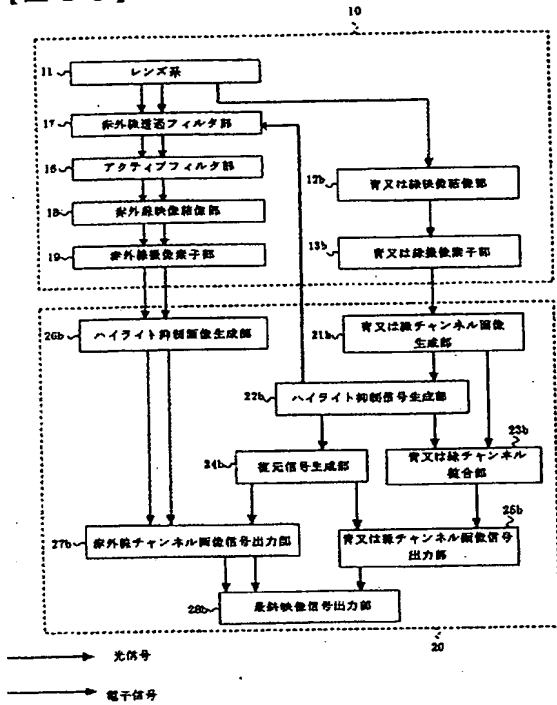 10
11
レンズ系
17
赤外線透過フィルタ部
16
アクティブフィルタ部
12b
青又は緑映像結像部
18
赤外線映像結像部
13b
青又は緑撮像素子部
19
赤外線撮像素子部
26b
ハイライト抑制画像生成部
21b
青又は緑チャンネル画像
生成部
22b
ハイライト抑制信号生成部
23b
青又は緑チャンネル
24b
復元信号生成部
25b
27b
赤外線チャンネル画像信号出力部
青又は緑チャンネル画像信号
出力部
28b
最終映像信号出力部
20
光信号
電子信号